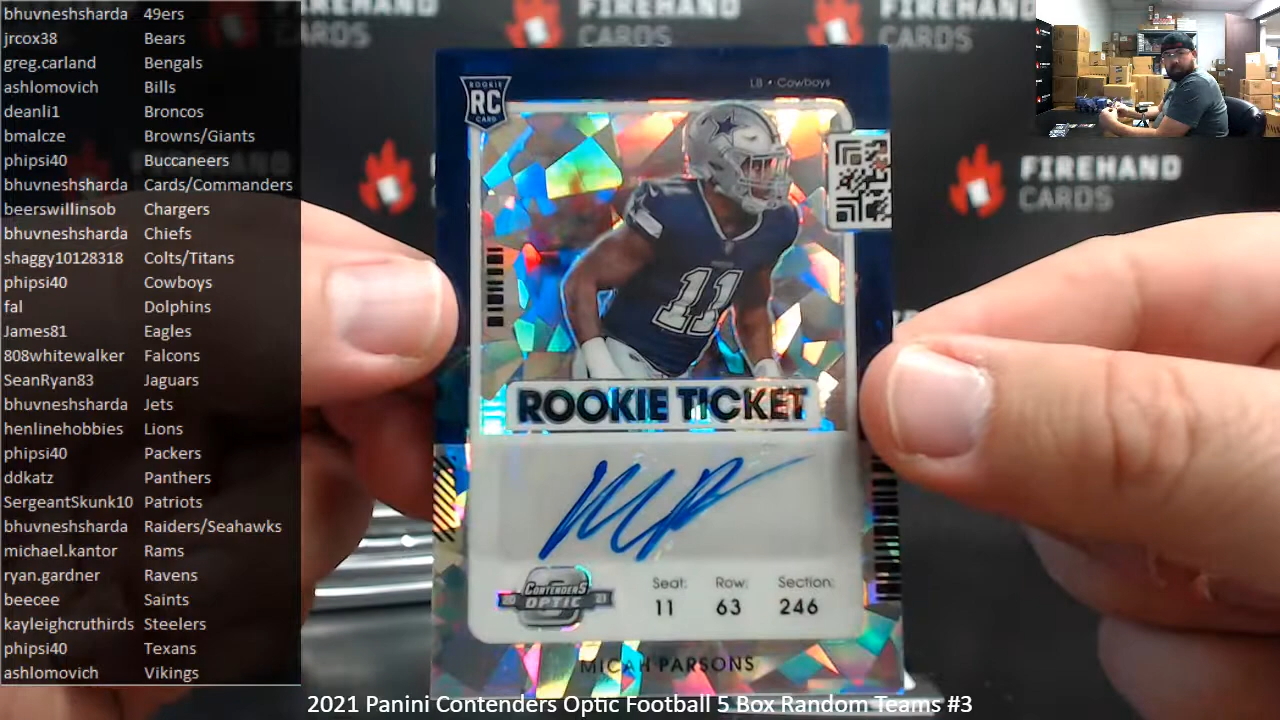 bhuvneshsharda 49ers
jrcox38 Bears
greg.carland Bengals
ashlomovich Bills
deanli1 Broncos
bmalcze Browns/Giants
phipsi40 Buccaneers
bhuvneshsharda Cards/Commanders
beerswillinsob Chargers
bhuvneshsharda Chiefs
shaggy10128318 Colts/Titans
phipsi40 Cowboys
fal Dolphins
James81 Eagles
808whitewalker Falcons
SeanRyan83 Jaguars
bhuvneshsharda Jets
henlinehobbies Lions
phipsi40 Packers
ddkatz Panthers
SergeantSkunk10 Patriots
bhuvneshsharda Raiders/Seahawks
michael.kantor Rams
ryan.gardner Ravens
beecee Saints
kayleighcruthirds Steelers
phipsi40 Texans
ashlomovich Vikings
FIREHAND
CARDS
FIREHAND
CARDS
FIREHAND
CARDS
ROOKIE
RC
CARD
LB • Cowboys
11
ROOKIE TICKET
CONTENDERS
OPTIC
20 21
Seat: Row: Section:
11 63 246
MICAH PARSONS
2021 Panini Contenders Optic Football 5 Box Random Teams #3